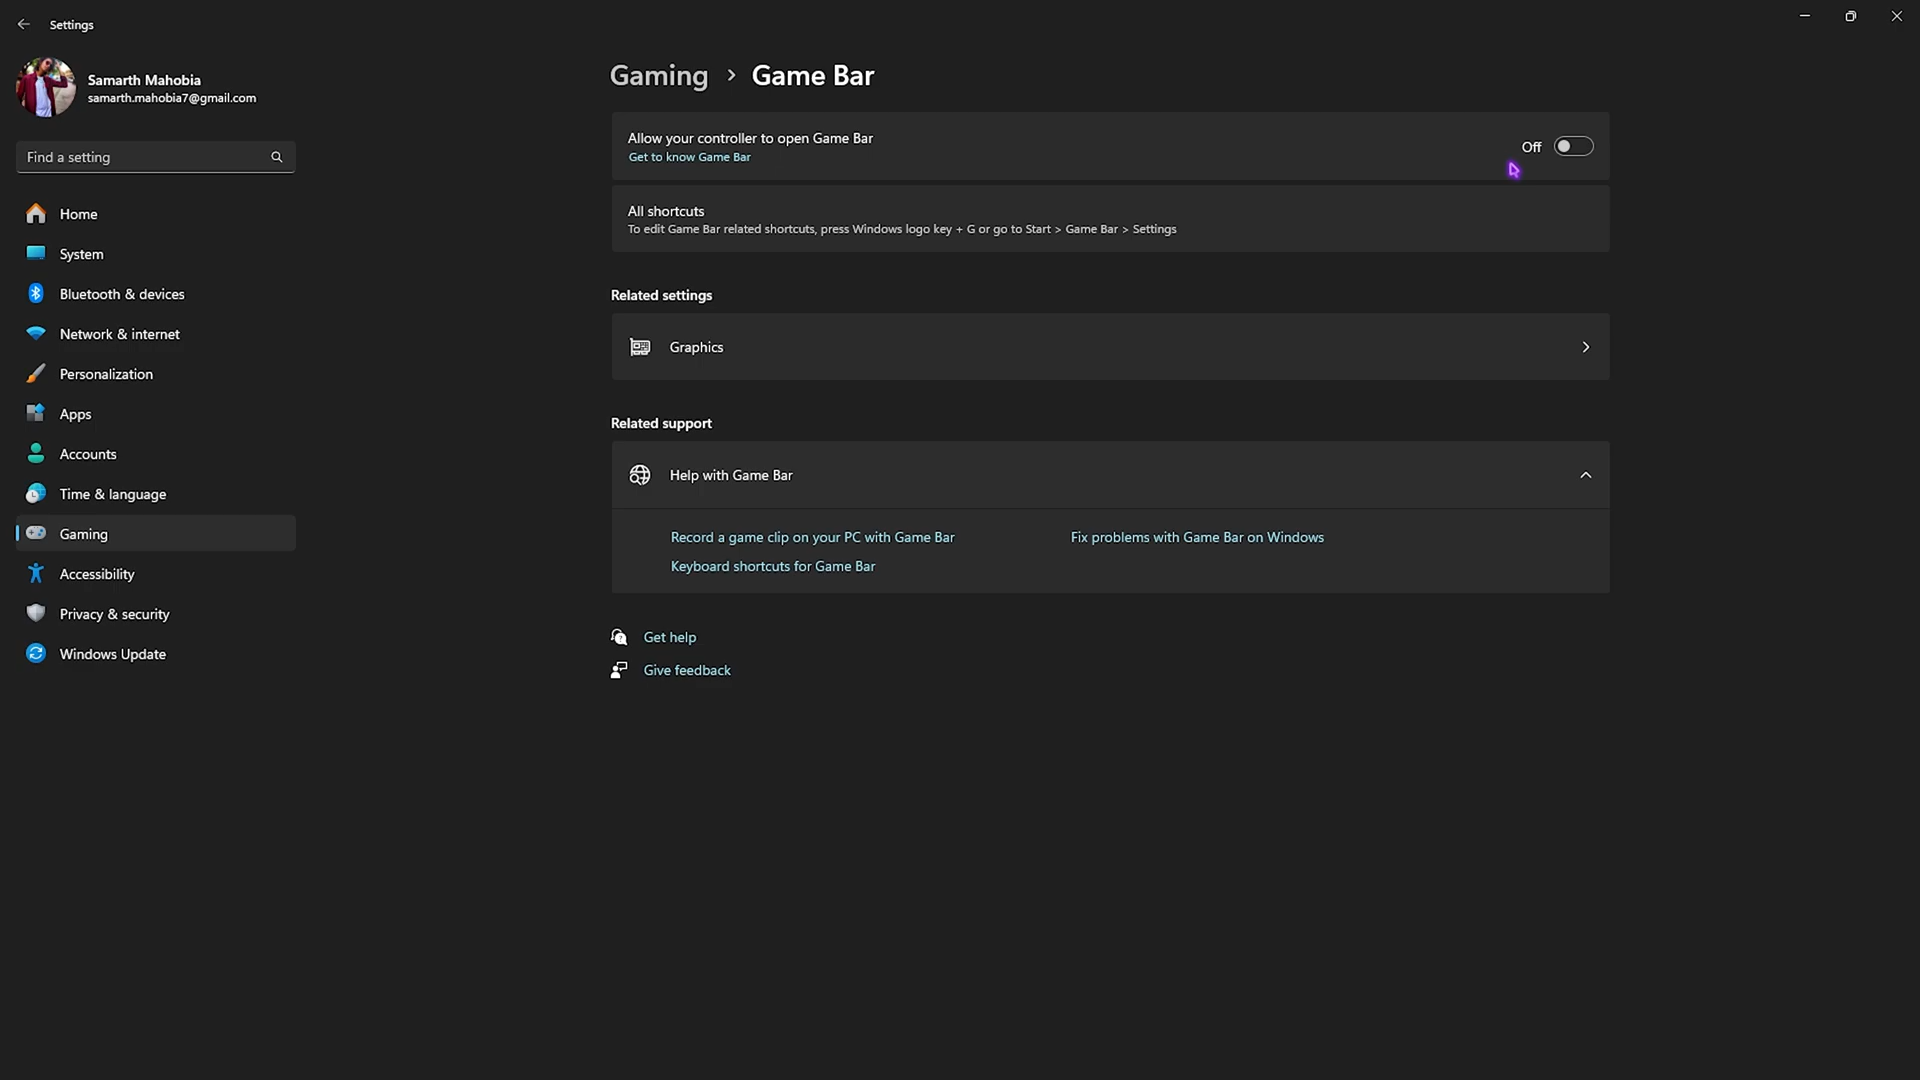 Settings
Samarth Mahobia
samarth.mahobia7@gmail.com
Find a setting
Home
System
Bluetooth & devices
Network & internet
Personalization
Apps
Accounts
Time & language
Gaming
Accessibility
Privacy & security
Windows Update
Gaming > Game Bar
Allow your controller to open Game Bar
Get to know Game Bar
Off
All shortcuts
To edit Game Bar related shortcuts, press Windows logo key + G or go to Start > Game Bar > Settings
Related settings
Graphics
Related support
Help with Game Bar
Record a game clip on your PC with Game Bar
Fix problems with Game Bar on Windows
Keyboard shortcuts for Game Bar
Get help
Give feedback